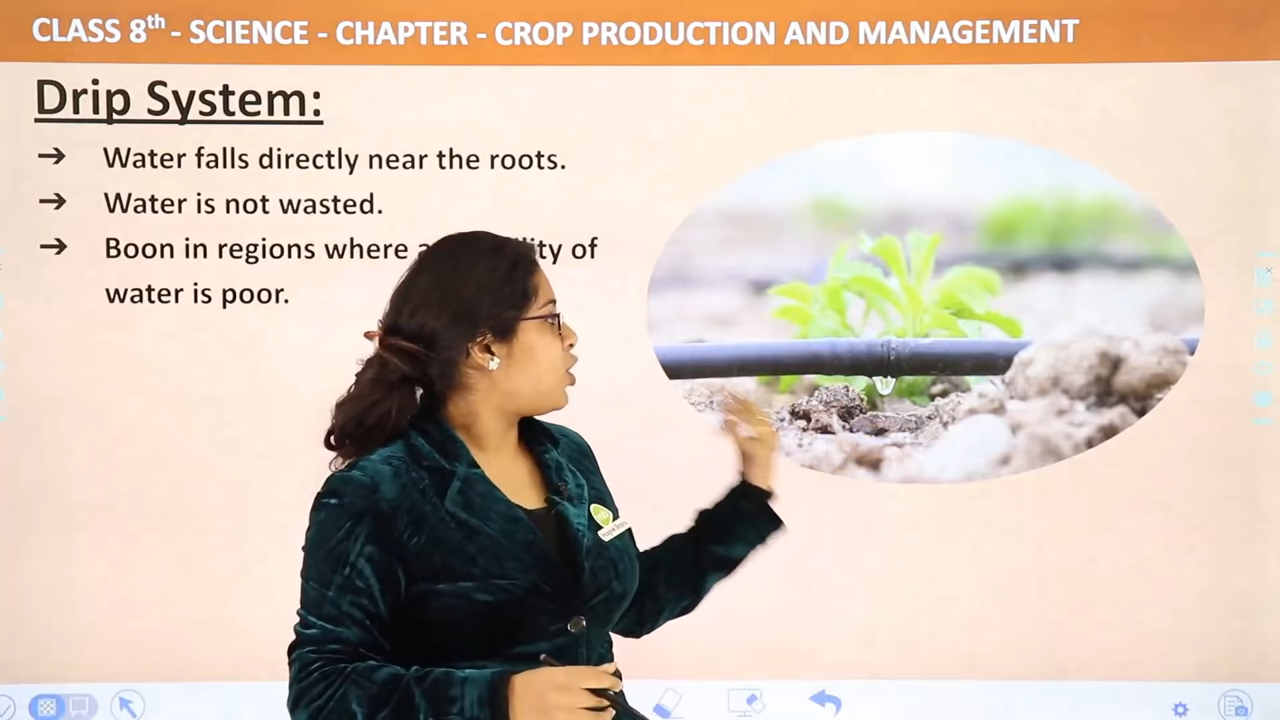 CLASS 8th - SCIENCE - CHAPTER - CROP PRODUCTION AND MANAGEMENT
Drip System:
➔ Water falls directly near the roots.
➔ Water is not wasted.
➔ Boon in regions where of
water is poor.